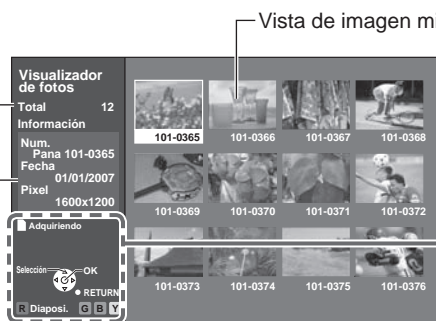 Vista de imagen mi
Visualizador
de fotos
Total 12
Información
Num.
Pana 101-0365
Fecha
01/01/2007
Pixel
1600x1200
Adquiriendo
Selección OK
RETURN
R Diaposi. G B Y
101-0365 101-0366 101-0367 101-0368
101-0369 101-0370 101-0371 101-0372
101-0373 101-0374 101-0375 101-0376